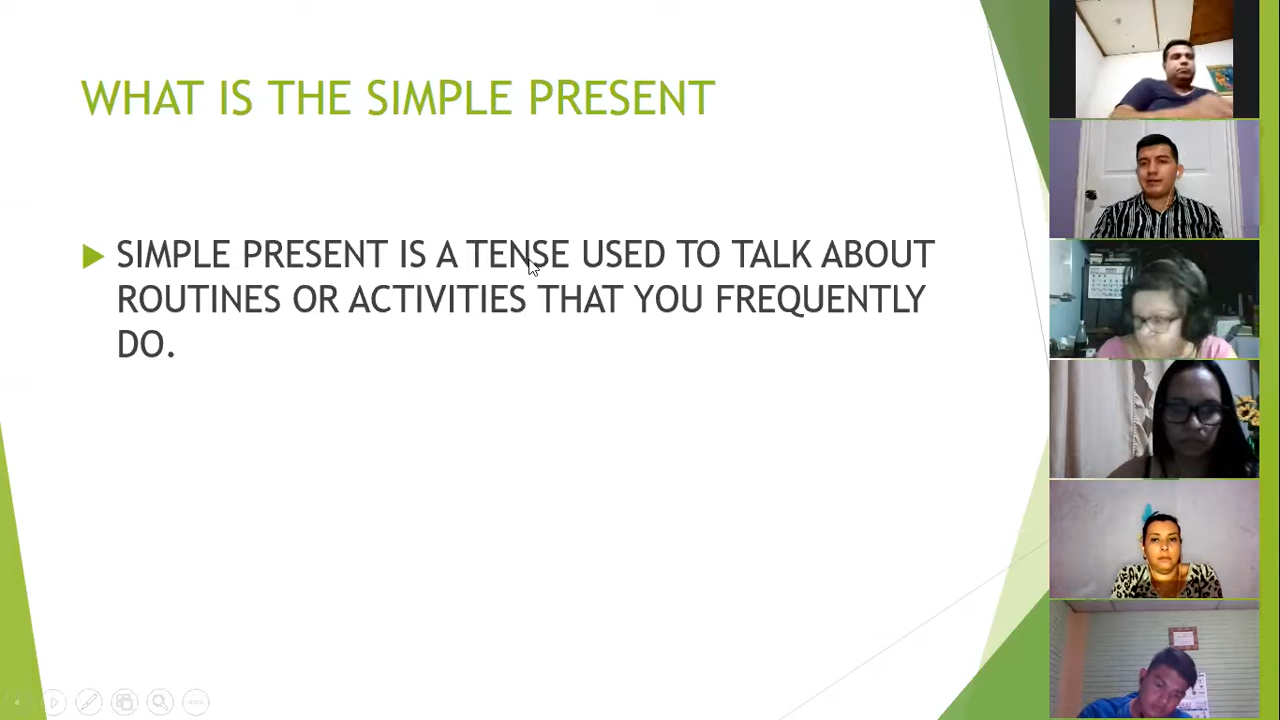 WHAT IS THE SIMPLE PRESENT
SIMPLE PRESENT IS A TENSE USED TO TALK ABOUT
ROUTINES OR ACTIVITIES THAT YOU FREQUENTLY
DO.